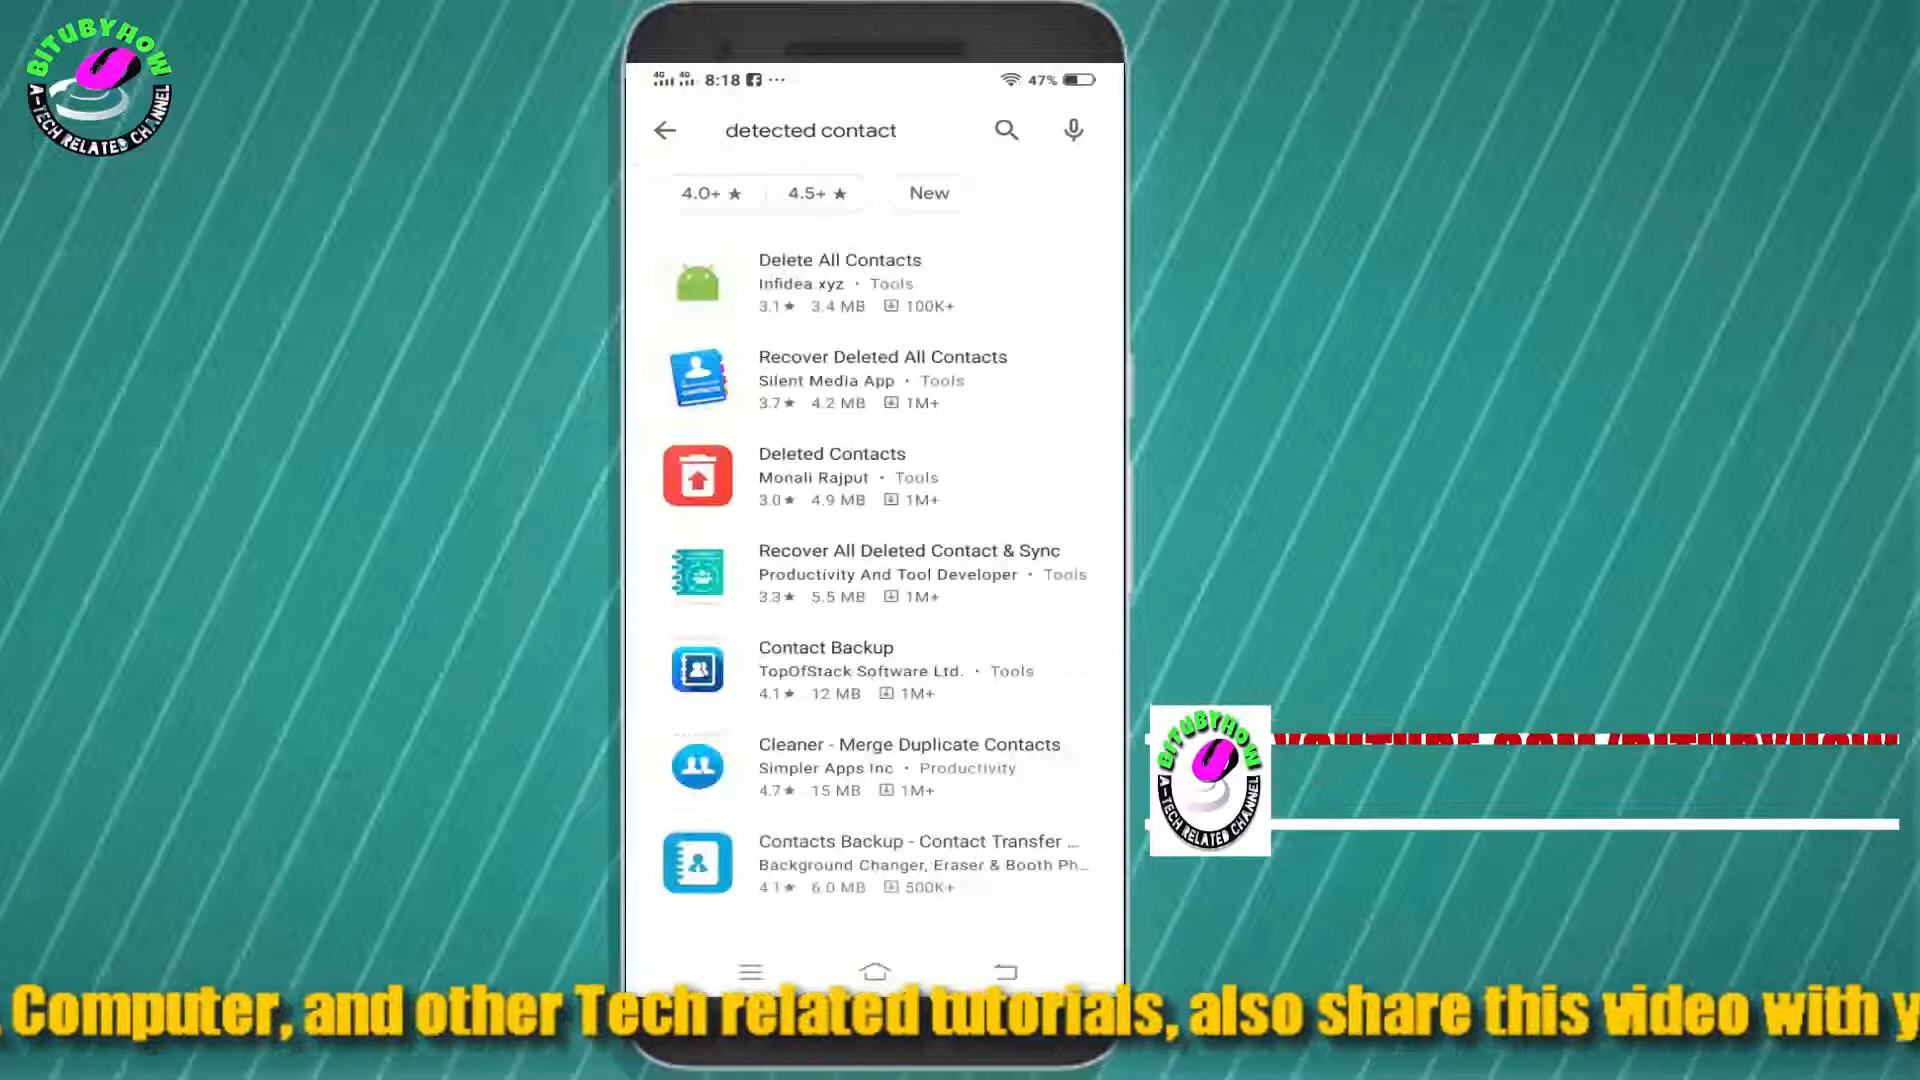 BITUBYHOW
A-TECH RELATED CHANNEL
4G 4G 8:18 47%
detected contact
4.0+ ★ 4.5+ ★ New
Delete All Contacts
Infidea xyz • Tools
3.1★ 3.4 MB 100K+
Recover Deleted All Contacts
Silent Media App • Tools
3.7★ 4.2 MB 1M+
Deleted Contacts
Monali Rajput • Tools
3.0★ 4.9 MB 1M+
Recover All Deleted Contact & Sync
Productivity And Tool Developer • Tools
3.3★ 5.5 MB 1M+
Contact Backup
TopOfStack Software Ltd. • Tools
4.1★ 12 MB 1M+
Cleaner - Merge Duplicate Contacts
Simpler Apps Inc • Productivity
4.7★ 15 MB 1M+
Contacts Backup - Contact Transfer ...
Background Changer, Eraser & Booth Ph...
4.1★ 6.0 MB 500K+
BITUBYHOW
A-TECH RELATED CHANNEL
, Computer, and other Tech related tutorials, also share this video with y